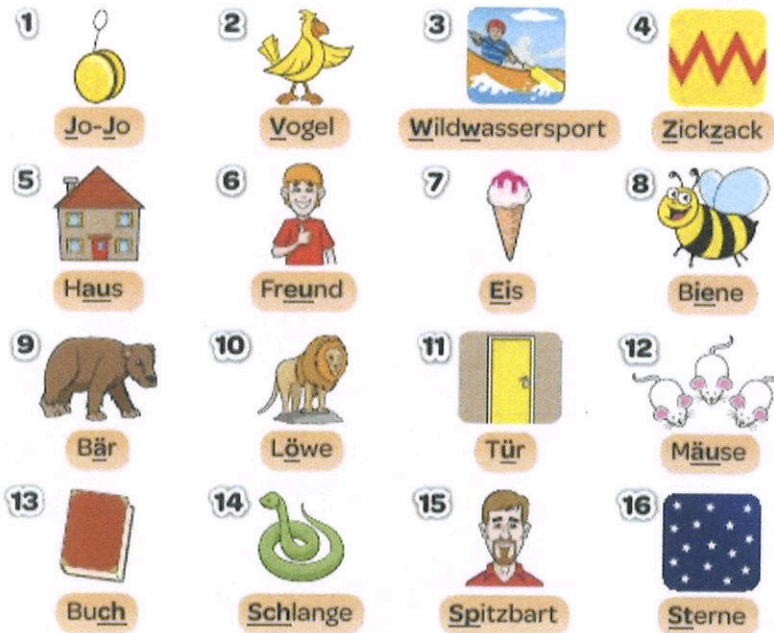 1 2 3 4
Jo-Jo Vogel Wildwassersport Zickzack
5 6 7 8
Haus Freund Eis Biene
9 10 11 12
Bär Löwe Tür Mäuse
13 14 15 16
Buch Schlange Spitzbart Sterne